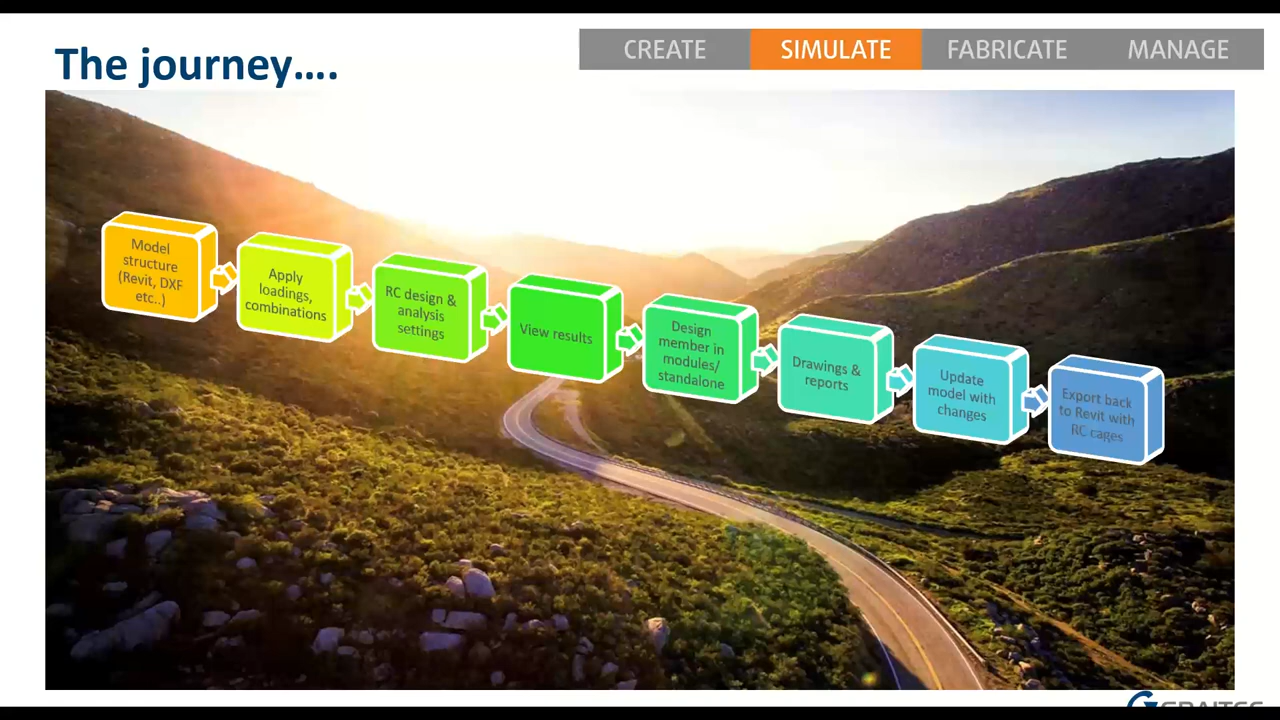 The journey....
CREATE
SIMULATE
FABRICATE
MANAGE
Model
structure
(Revit, DXF
etc..)
Apply
loadings,
combinations
RC design &
analysis
settings
View results
Design
member in
modules/
standalone
Drawings &
reports
Update
model with
changes
Export back
to Revit with
RC cages